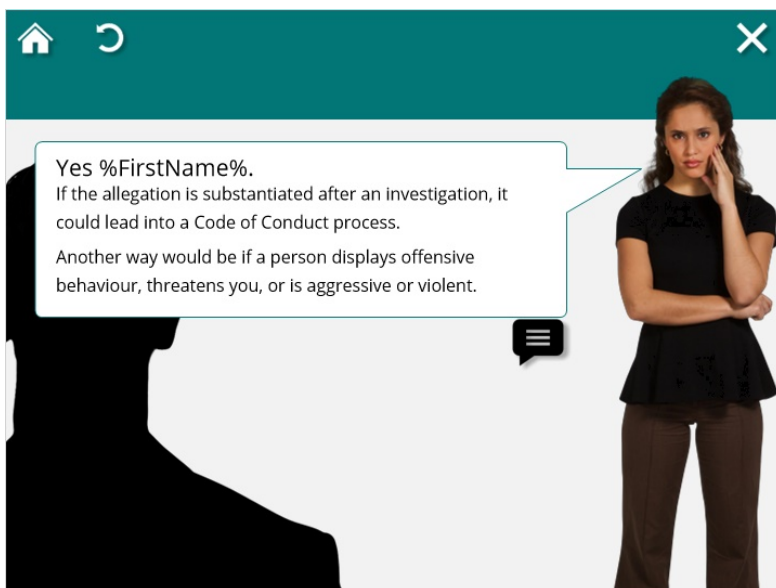 Yes %FirstName%.
If the allegation is substantiated after an investigation, it
could lead into a Code of Conduct process.
Another way would be if a person displays offensive
behaviour, threatens you, or is aggressive or violent.